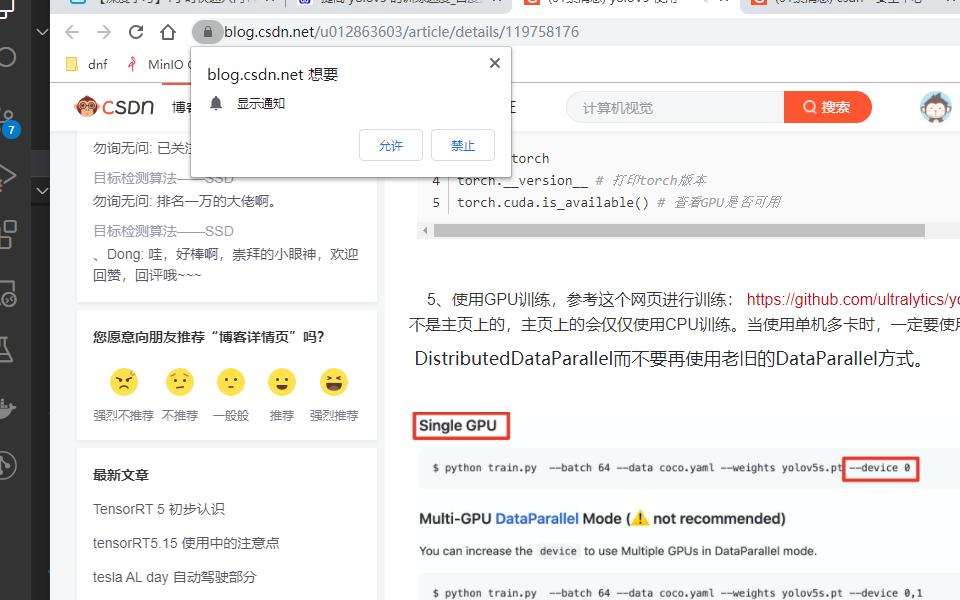 blog.csdn.net/u012863603/article/details/119758176
dnf
MinIO
blog.csdn.net 想要
显示通知
允许
禁止
CSDN
计算机视觉
搜索
7
勿询无问: 已关
目标检测算法——SSD
勿询无问: 排名一万的大佬啊。
目标检测算法——SSD
、Dong: 哇，好棒啊，崇拜的小眼神，欢迎
回赞，回评哦~~~
您愿意向朋友推荐“博客详情页”吗？
强烈不推荐 不推荐 一般般 推荐 强烈推荐
最新文章
TensorRT 5 初步认识
tensorRT5.15 使用中的注意点
tesla AL day 自动驾驶部分
torch
4 torch.__version__ # 打印torch版本
5 torch.cuda.is_available() # 查看GPU是否可用
5、使用GPU训练，参考这个网页进行训练： https://github.com/ultralytics/yo
不是主页上的，主页上的会仅仅使用CPU训练。当使用单机多卡时，一定要使用
DistributedDataParallel而不要再使用老旧的DataParallel方式。
Single GPU
$ python train.py --batch 64 --data coco.yaml --weights yolov5s.pt --device 0
Multi-GPU DataParallel Mode (⚠️ not recommended)
You can increase the device to use Multiple GPUs in DataParallel mode.
$ python train.py --batch 64 --data coco.yaml --weights yolov5s.pt --device 0,1